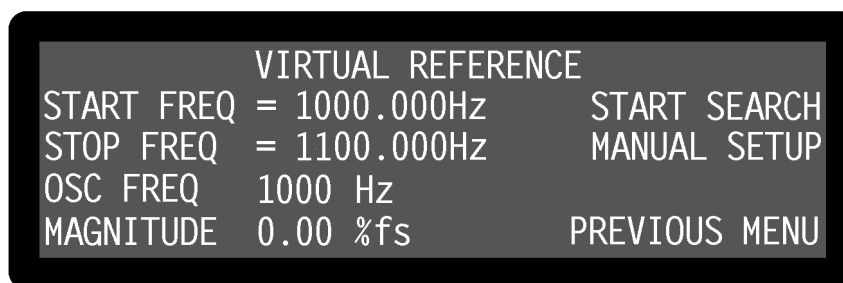 VIRTUAL REFERENCE
START FREQ = 1000.000Hz START SEARCH
STOP FREQ = 1100.000Hz MANUAL SETUP
OSC FREQ 1000 Hz
MAGNITUDE 0.00 %fs PREVIOUS MENU